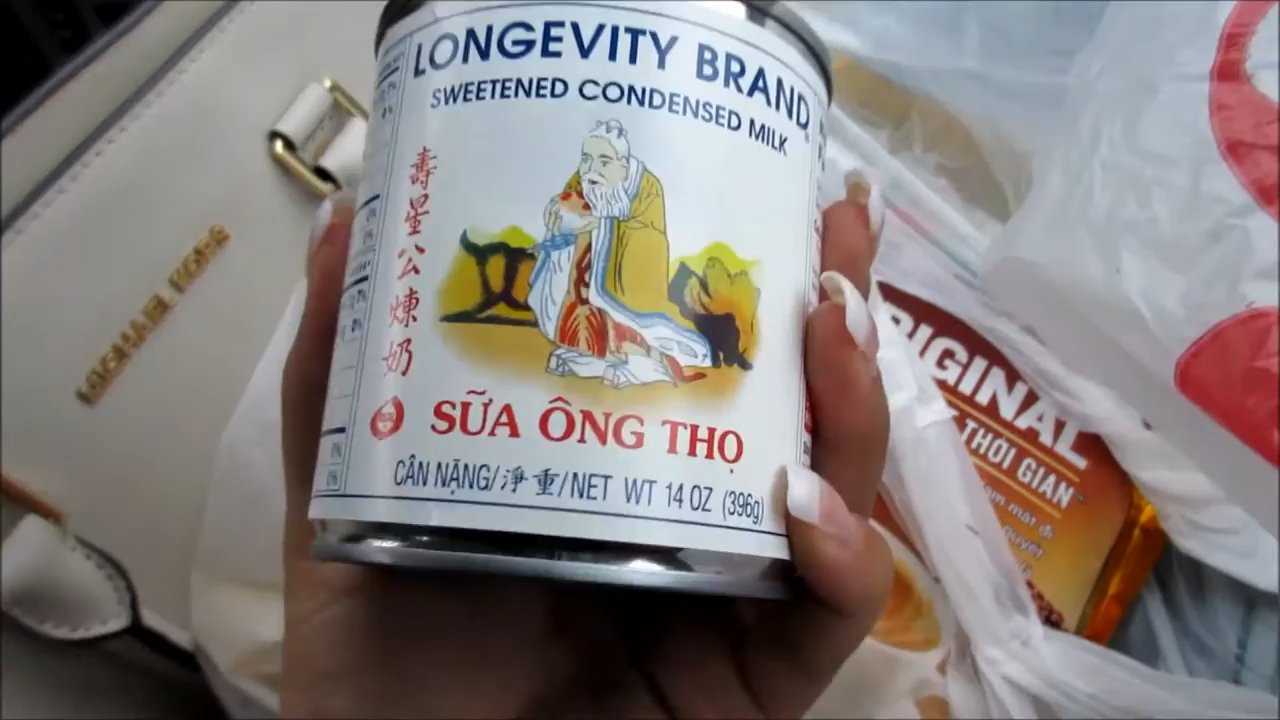 LONGEVITY BRAND
SWEETENED CONDENSED MILK
壽星公煉奶
SỮA ÔNG THỌ
CÂN NẶNG/淨重/NET WT 14 OZ (396g)
MICHAEL KORS
ORIGINAL
THỜI GIAN